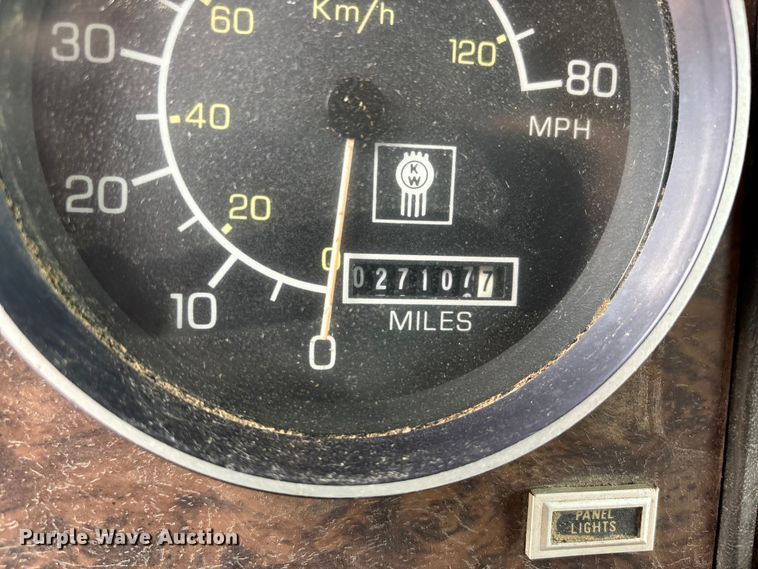 60
Km/h
30
120
80
40
MPH
K
W
20
20
0
0271077
10
MILES
0
PANEL
LIGHTS
Purple Wave Auction